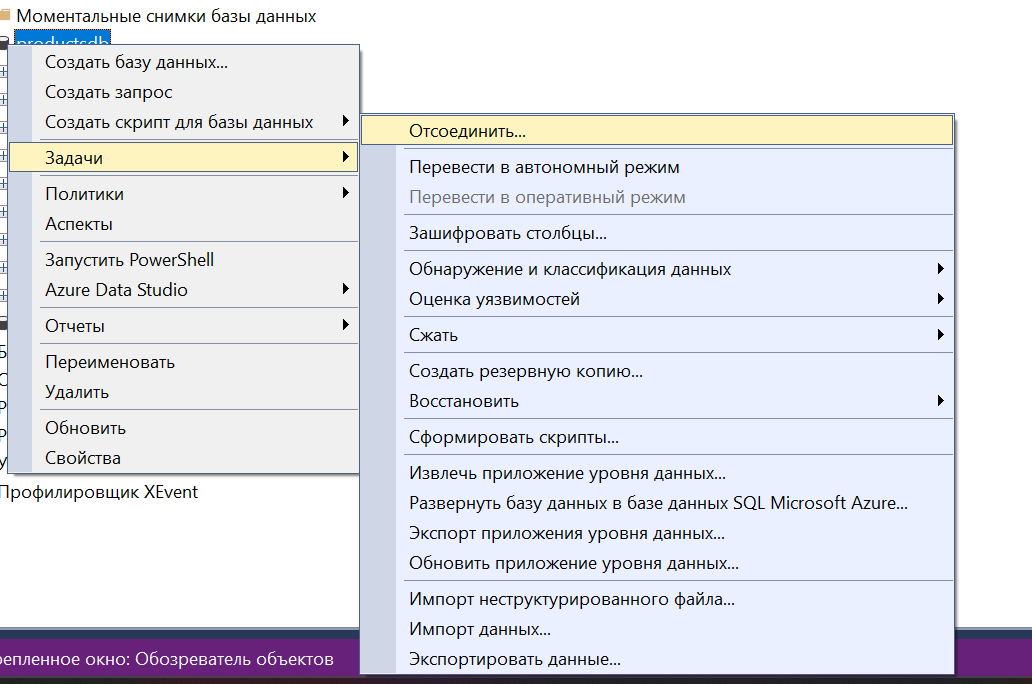 Моментальные снимки базы данных
productsdb
Создать базу данных...
Создать запрос
Создать скрипт для базы данных
Задачи
Политики
Аспекты
Запустить PowerShell
Azure Data Studio
Отчеты
Переименовать
Удалить
Обновить
Свойства
Отсоединить...
Перевести в автономный режим
Перевести в оперативный режим
Зашифровать столбцы...
Обнаружение и классификация данных
Оценка уязвимостей
Сжать
Создать резервную копию...
Восстановить
Сформировать скрипты...
Извлечь приложение уровня данных...
Развернуть базу данных в базе данных SQL Microsoft Azure...
Экспорт приложения уровня данных...
Обновить приложение уровня данных...
Импорт неструктурированного файла...
Импорт данных...
Экспортировать данные...
Профилировщик XEvent
окно: Обозреватель объектов